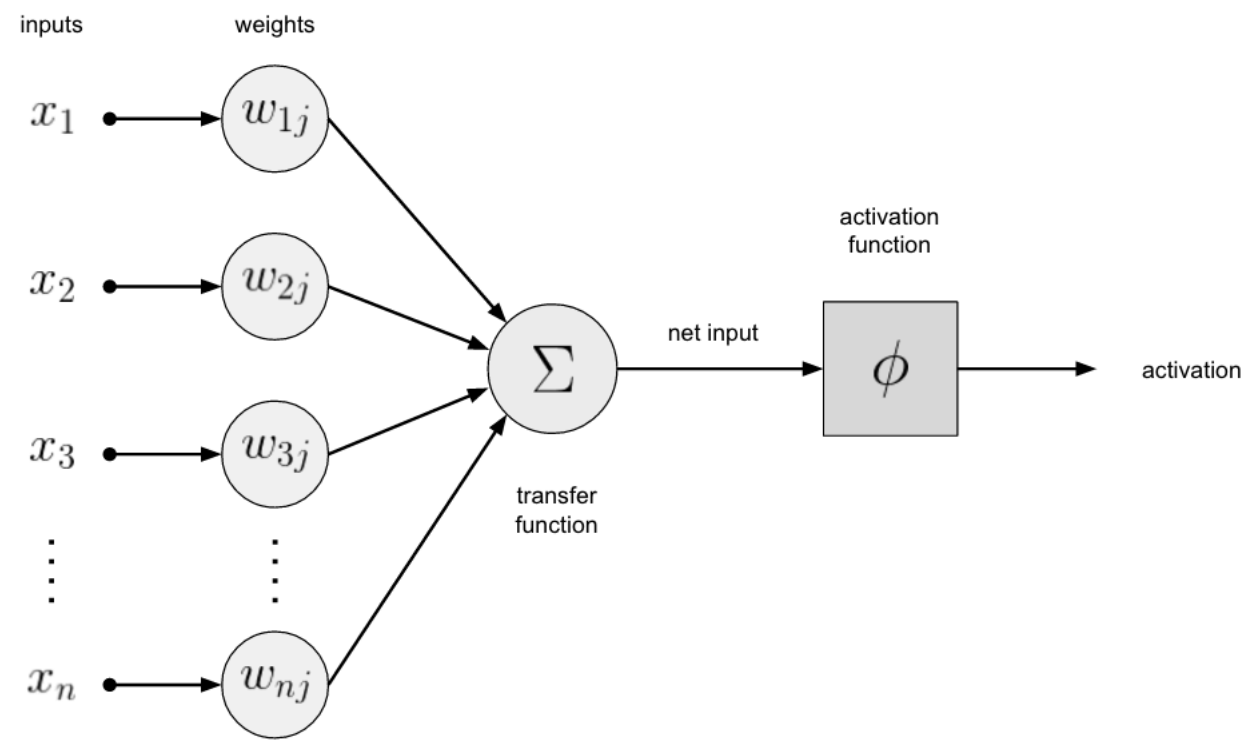 inputs
weights
x₁
w₁ⱼ
x₂
w₂ⱼ
x₃
w₃ⱼ
xₙ
wₙⱼ
Σ
transfer
function
net input
activation
function
ϕ
activation